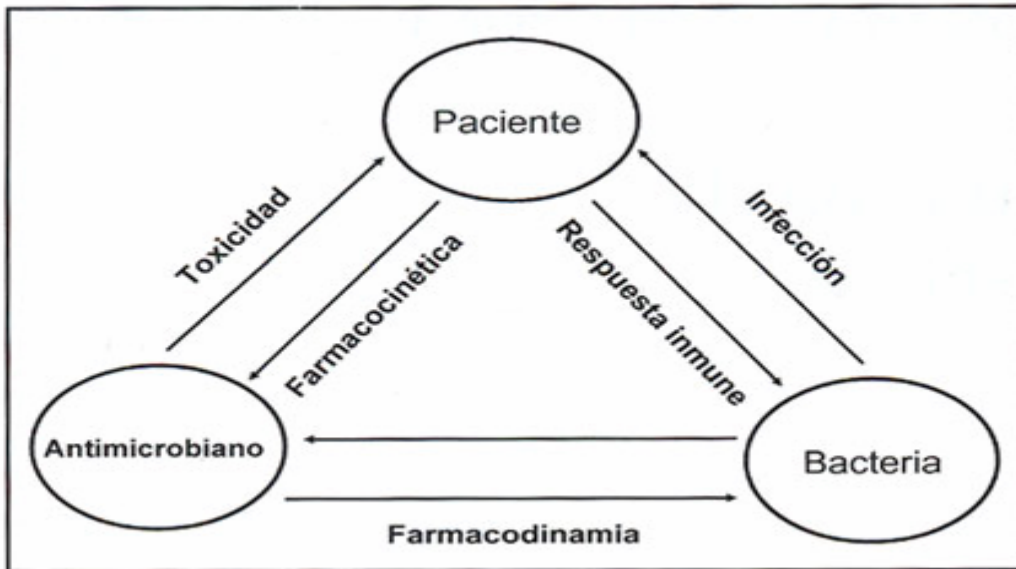 Paciente
Toxicidad
Farmacocinética
Respuesta inmune
Infección
Antimicrobiano
Bacteria
Farmacodinamia